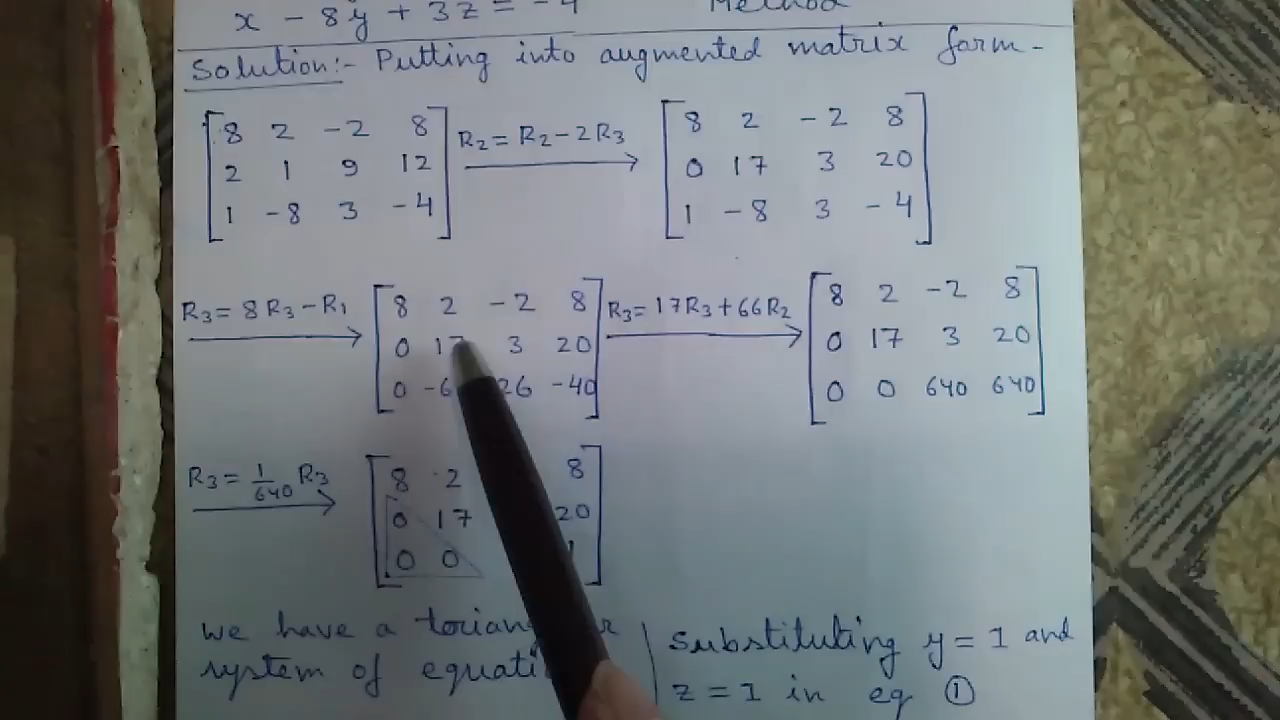 x - 8y + 3z = -4 Method
Solution:- Putting into augmented matrix form -
8 2 -2 8 R2 = R2 - 2R3 8 2 -2 8
2 1 9 12 → 0 17 3 20
1 -8 3 -4 1 -8 3 -4
R3 = 8R3 - R1 8 2 -2 8 R3 = 17R3 + 66R2 8 2 -2 8
→ 0 17 3 20 → 0 17 3 20
0 -6 26 -40 0 0 640 640
R3 = 1/640 R3 8 2 8
→ 0 17 20
0 0 1
we have a Substituting y = 1 and
system of z = 1 in eq ①